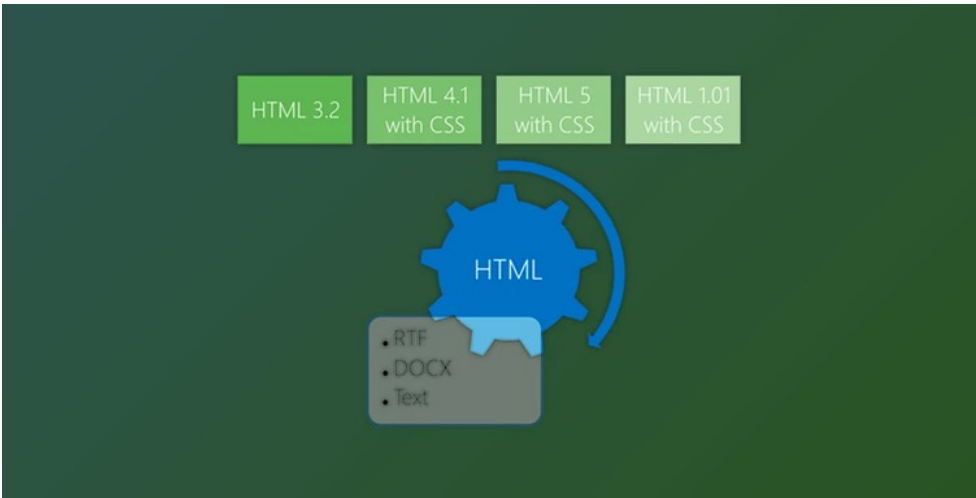 HTML 3.2
HTML 4.1
with CSS
HTML 5
with CSS
HTML 1.01
with CSS
HTML
• RTF
• DOCX
• Text